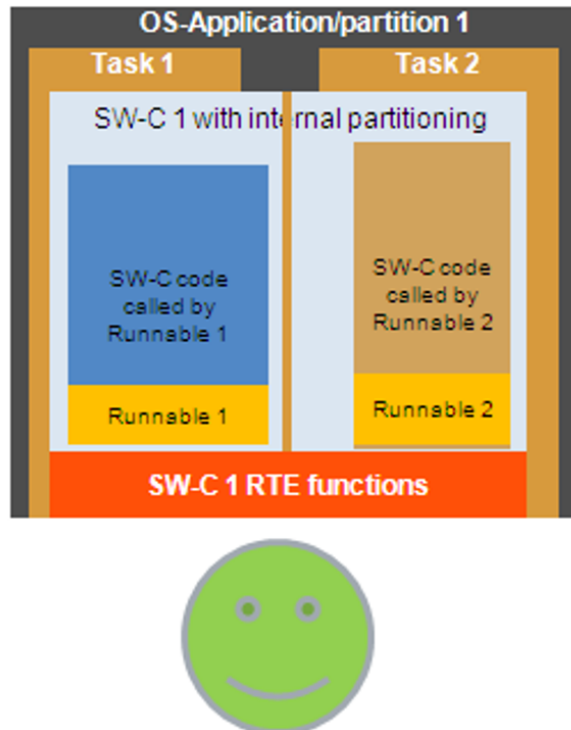 OS-Application/partition 1
Task 1
Task 2
SW-C 1 with internal partitioning
SW-C code
called by
Runnable 1
SW-C code
called by
Runnable 2
Runnable 1
Runnable 2
SW-C 1 RTE functions